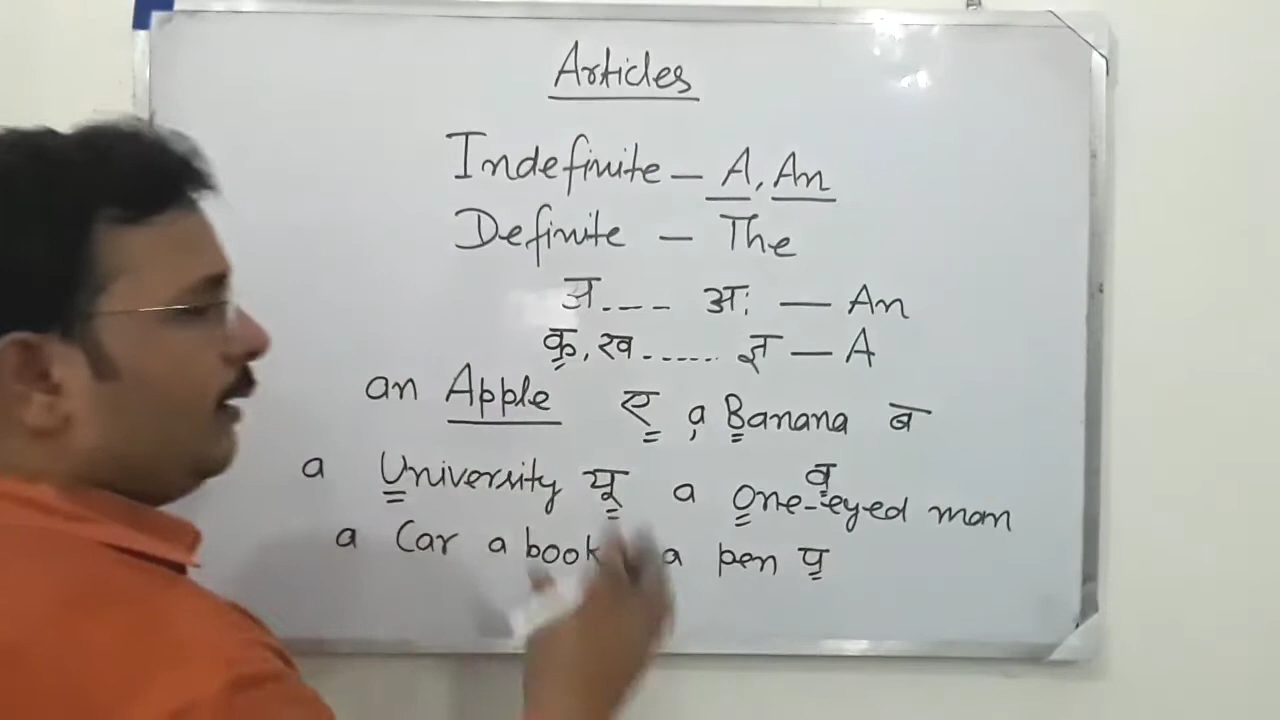 Articles
Indefinite — A, An
Definite — The
अ.--- अः — An
क, ख...... ज्ञ — A
an Apple ए, a Banana ब
a University यू a one-eyed man व
a Car a book a pen प